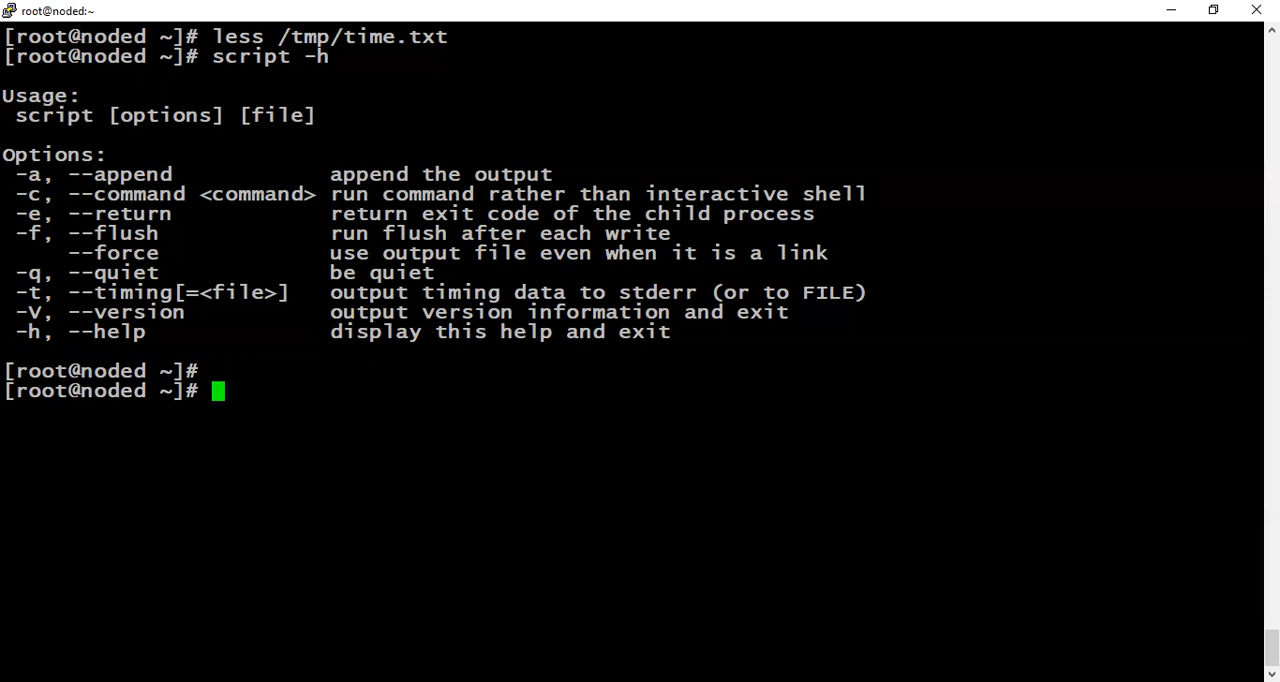 root@noded:~
[root@noded ~]# less /tmp/time.txt
[root@noded ~]# script -h
Usage:
 script [options] [file]
Options:
 -a, --append            append the output
 -c, --command <command> run command rather than interactive shell
 -e, --return            return exit code of the child process
 -f, --flush             run flush after each write
     --force             use output file even when it is a link
 -q, --quiet             be quiet
 -t, --timing[=<file>]   output timing data to stderr (or to FILE)
 -V, --version           output version information and exit
 -h, --help              display this help and exit
[root@noded ~]#
[root@noded ~]#